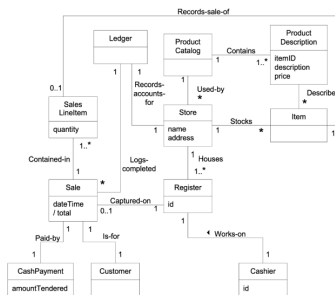 Records-sale-of
Ledger
Product
Catalog
Contains
1
1..*
Product
Description
itemID
description
price
0..1
Sales
LineItem
quantity
1..*
Records-
accounts-
for
1
1
1
Used-by
*
Describes
*
Store
name
address
1
1
Stocks
*
Item
1
Contained-in
Logs-
completed
Houses
1
1..*
1
*
Sale
dateTime
/ total
Captured-on
0..1
1
Register
id
1
Paid-by
1
1
Is-for
Works-on
1
1
1
CashPayment
amountTendered
Customer
Cashier
id